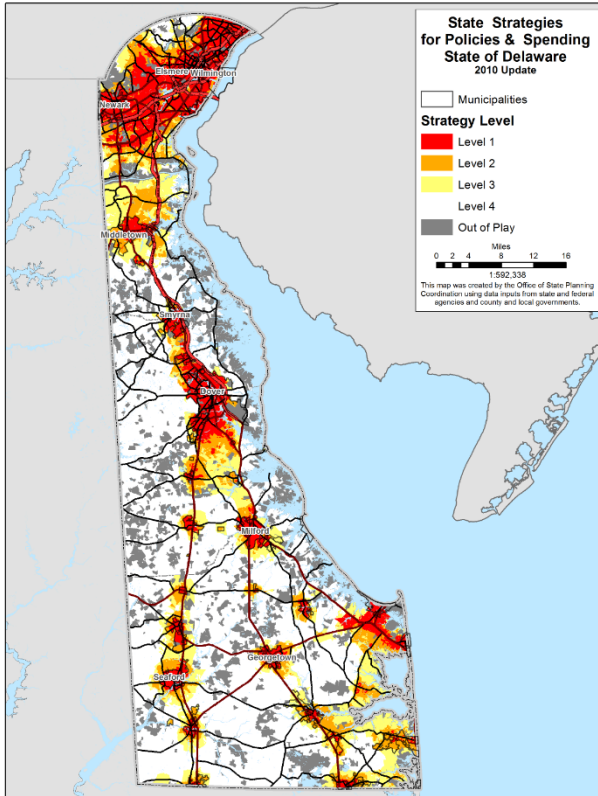 State Strategies
for Policies & Spending
State of Delaware
2010 Update
Municipalities
Strategy Level
Level 1
Level 2
Level 3
Level 4
Out of Play
Miles
0 2 4 8 12 16
1:592,338
This map was created by the Office of State Planning
Coordination using data inputs from state and federal
agencies and county and local governments.
Elsmere
Wilmington
Newark
Middletown
Smyrna
Dover
Milford
Georgetown
Seaford